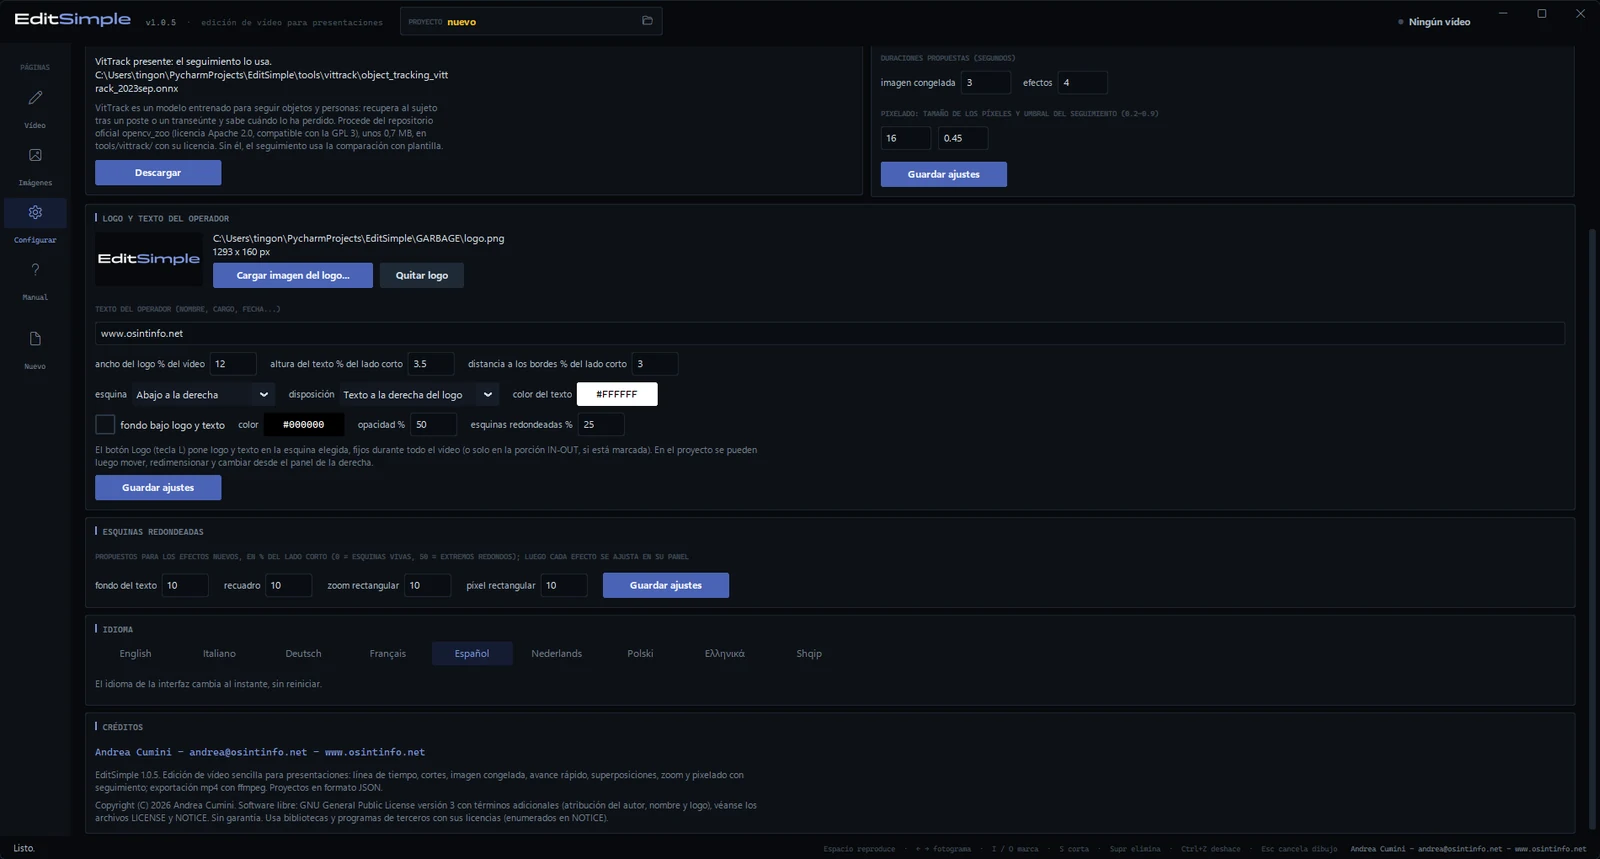 EditSimple v1.0.5 · edición de vídeo para presentaciones
PROYECTO nuevo
Ningún vídeo
PÁGINAS
Vídeo
Imágenes
Configurar
?
Manual
Nuevo
VitTrack presente: el seguimiento lo usa.
C:\Users\tingon\PycharmProjects\EditSimple\tools\vittrack\object_tracking_vitt
rack_2023sep.onnx
VitTrack es un modelo entrenado para seguir objetos y personas: recupera al sujeto
tras un poste o un transeúnte y sabe cuándo lo ha perdido. Procede del repositorio
oficial opencv_zoo (licencia Apache 2.0, compatible con la GPL 3), unos 0,7 MB, en
tools/vittrack/ con su licencia. Sin él, el seguimiento usa la comparación con plantilla.
Descargar
DURACIONES PROPUESTAS (SEGUNDOS)
imagen congelada 3 efectos 4
PIXELADO: TAMAÑO DE LOS PÍXELES Y UMBRAL DEL SEGUIMIENTO (0.2–0.9)
16 0.45
Guardar ajustes
LOGO Y TEXTO DEL OPERADOR
EditSimple
C:\Users\tingon\PycharmProjects\EditSimple\GARBAGE\logo.png
1293 x 160 px
Cargar imagen del logo... Quitar logo
TEXTO DEL OPERADOR (NOMBRE, CARGO, FECHA...)
www.osintinfo.net
ancho del logo % del vídeo 12 altura del texto % del lado corto 3.5 distancia a los bordes % del lado corto 3
esquina Abajo a la derecha disposición Texto a la derecha del logo color del texto #FFFFFF
fondo bajo logo y texto color #000000 opacidad % 50 esquinas redondeadas % 25
El botón Logo (tecla L) pone logo y texto en la esquina elegida, fijos durante todo el vídeo (o solo en la porción IN-OUT, si está marcada). En el proyecto se pueden
luego mover, redimensionar y cambiar desde el panel de la derecha.
Guardar ajustes
ESQUINAS REDONDEADAS
PROPUESTOS PARA LOS EFECTOS NUEVOS, EN % DEL LADO CORTO (0 = ESQUINAS VIVAS, 50 = EXTREMOS REDONDOS); LUEGO CADA EFECTO SE AJUSTA EN SU PANEL
fondo del texto 10 recuadro 10 zoom rectangular 10 pixel rectangular 10 Guardar ajustes
IDIOMA
English Italiano Deutsch Français Español Nederlands Polski Ελληνικά Shqip
El idioma de la interfaz cambia al instante, sin reiniciar.
CRÉDITOS
Andrea Cumini – andrea@osintinfo.net – www.osintinfo.net
EditSimple 1.0.5. Edición de vídeo sencilla para presentaciones: línea de tiempo, cortes, imagen congelada, avance rápido, superposiciones, zoom y pixelado con
seguimiento; exportación mp4 con ffmpeg. Proyectos en formato JSON.
Copyright (C) 2026 Andrea Cumini. Software libre: GNU General Public License versión 3 con términos adicionales (atribución del autor, nombre y logo), véanse los
archivos LICENSE y NOTICE. Sin garantía. Usa bibliotecas y programas de terceros con sus licencias (enumerados en NOTICE).
Listo.
Espacio reproduce · ← → fotograma · I / O marca · S corta · Supr elimina · Ctrl+Z deshace · Esc cancela dibujo Andrea Cumini – andrea@osintinfo.net – www.osintinfo.net